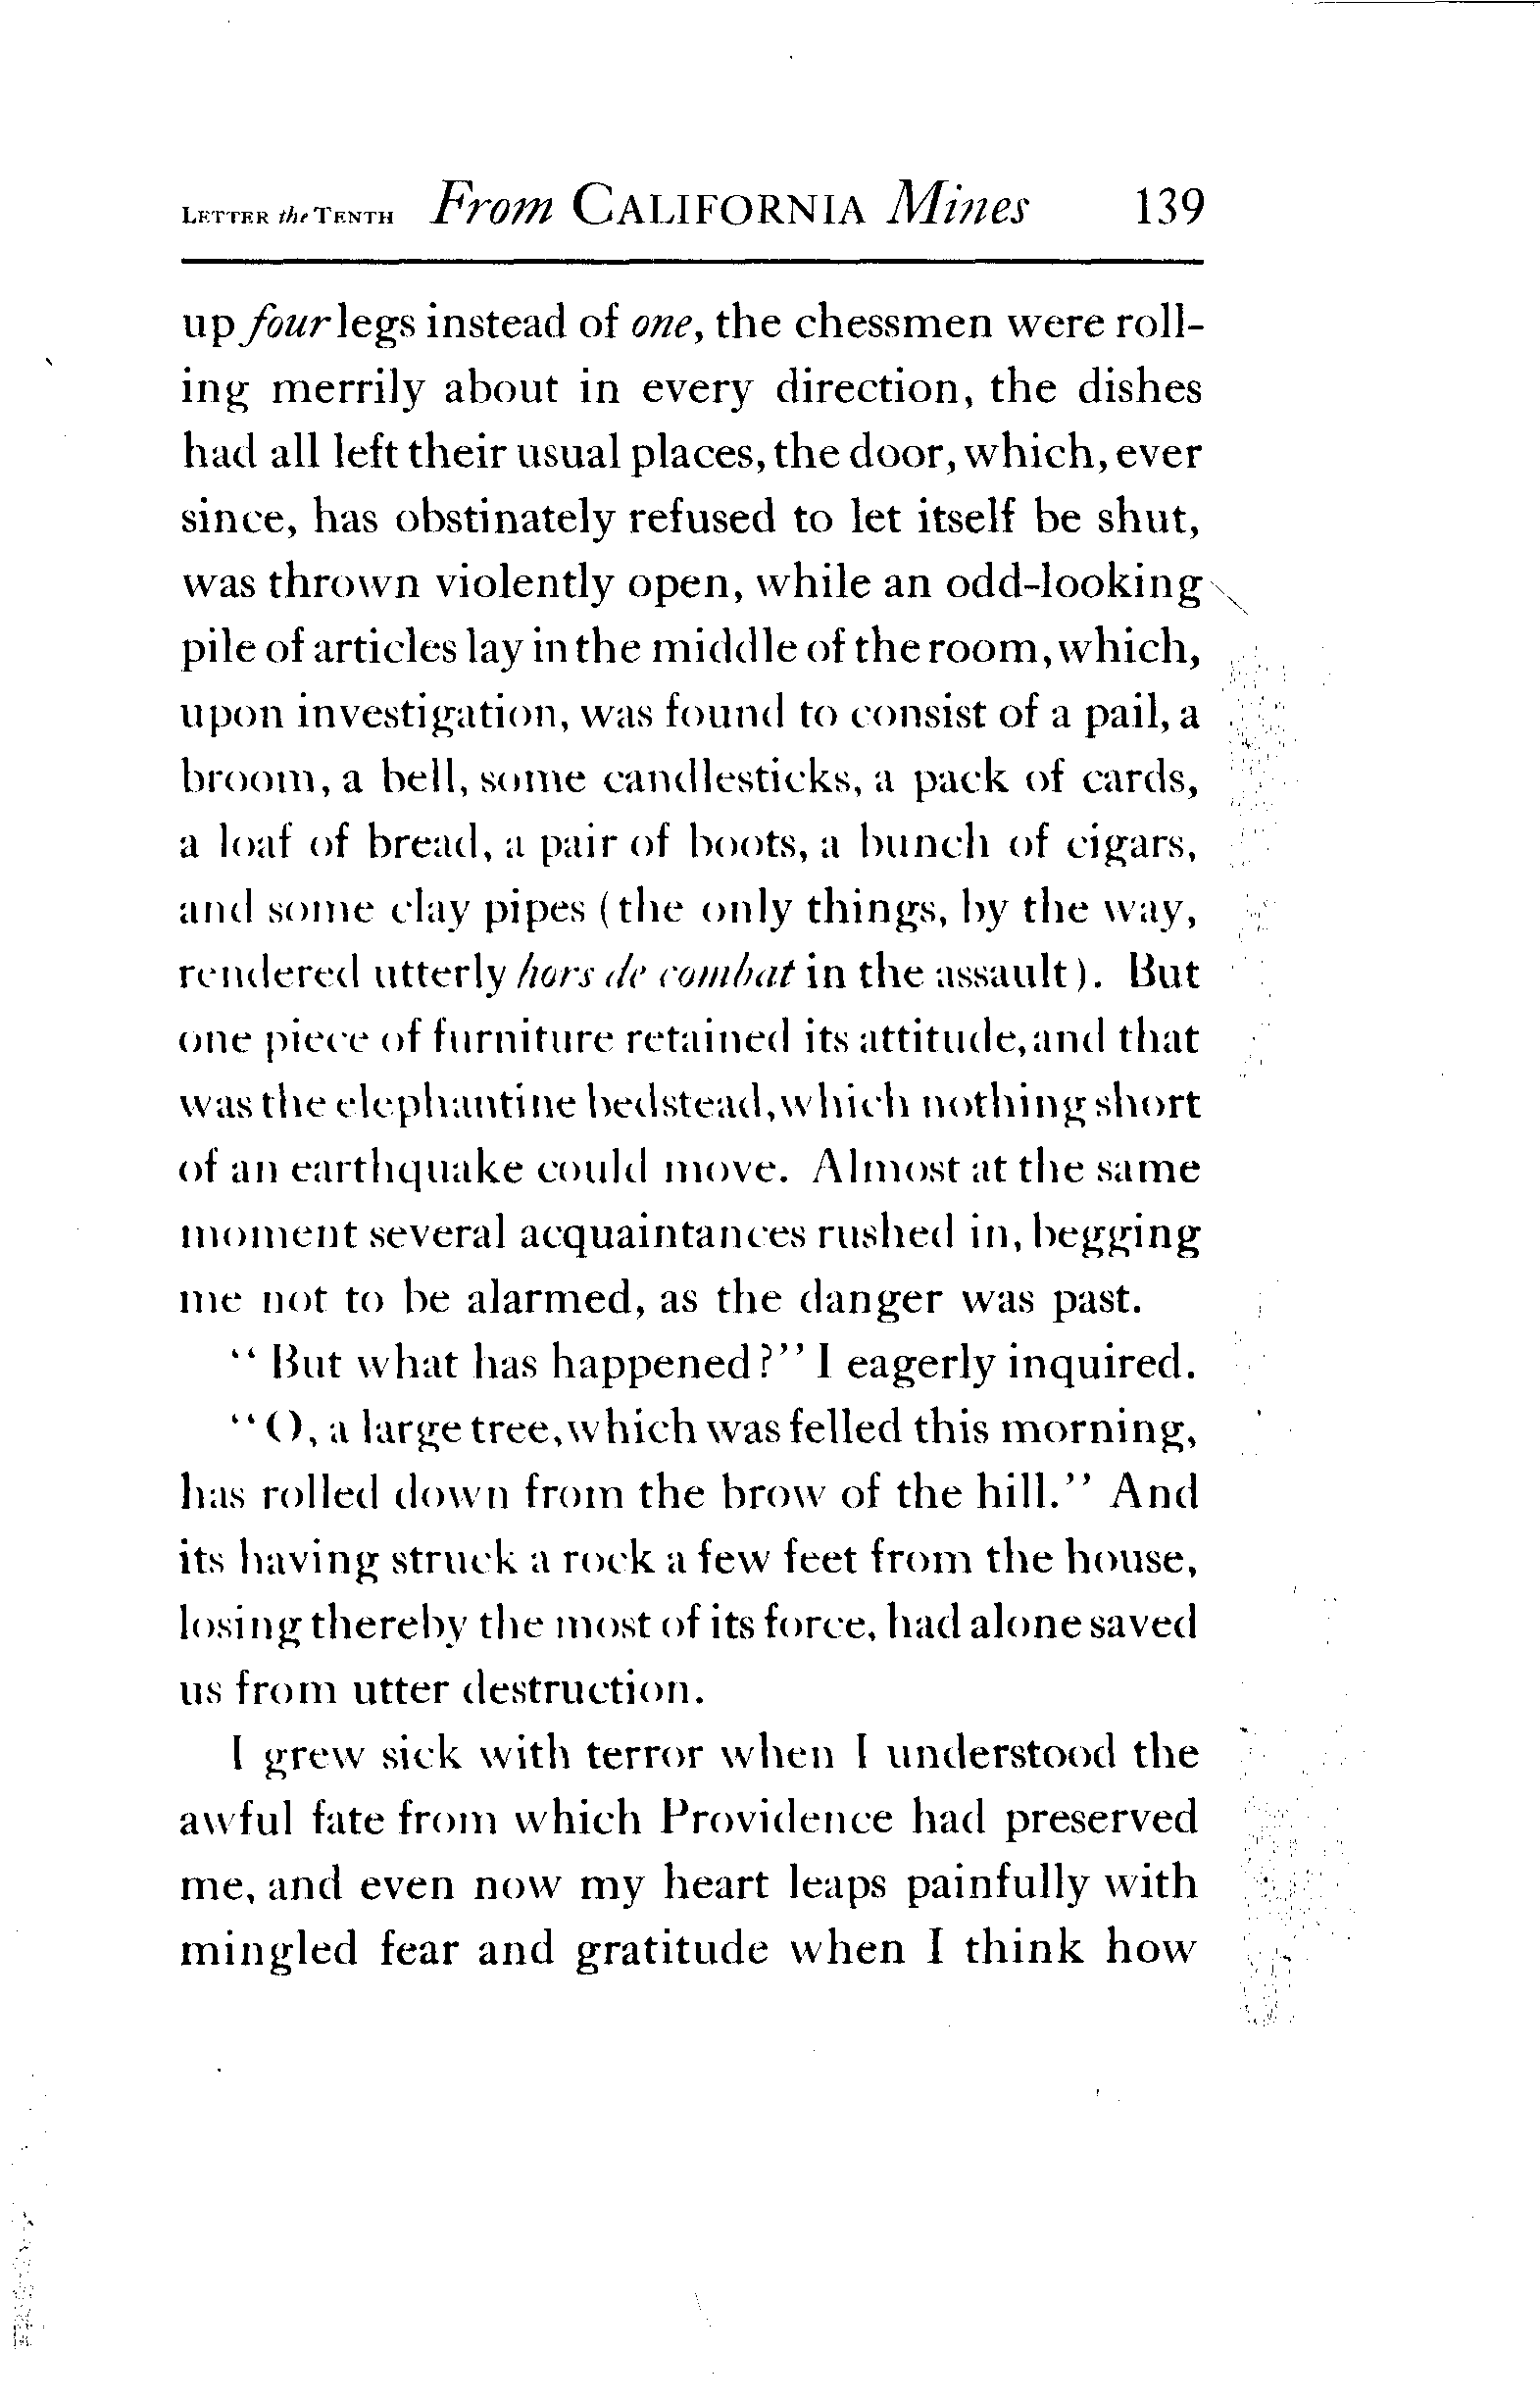 LETTER the TENTH From CALIFORNIA Mines 139
up four legs instead of one, the chessmen were roll-
ing merrily about in every direction, the dishes
had all left their usual places, the door, which, ever
since, has obstinately refused to let itself be shut,
was thrown violently open, while an odd-looking
pile of articles lay in the middle of the room, which,
upon investigation, was found to consist of a pail, a
broom, a bell, some candlesticks, a pack of cards,
a loaf of bread, a pair of boots, a bunch of cigars,
and some clay pipes (the only things, by the way,
rendered utterly hors de combat in the assault). But
one piece of furniture retained its attitude, and that
was the elephantine bedstead, which nothing short
of an earthquake could move. Almost at the same
moment several acquaintances rushed in, begging
me not to be alarmed, as the danger was past.
“But what has happened?” I eagerly inquired.
“O, a large tree, which was felled this morning,
has rolled down from the brow of the hill.” And
its having struck a rock a few feet from the house,
losing thereby the most of its force, had alone saved
us from utter destruction.
I grew sick with terror when I understood the
awful fate from which Providence had preserved
me, and even now my heart leaps painfully with
mingled fear and gratitude when I think how